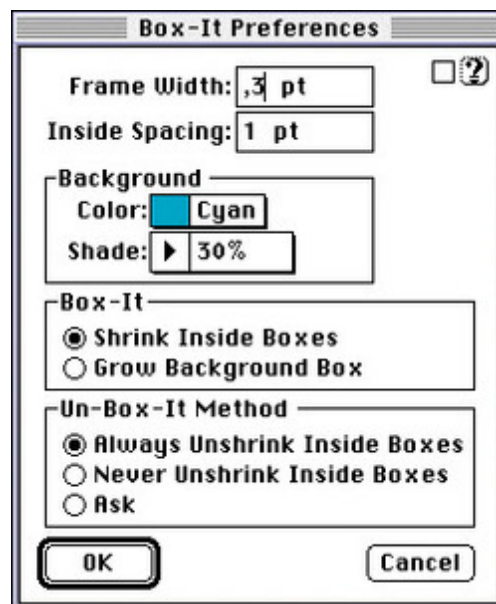 Box-It Preferences
Frame Width: ,3 pt
?
Inside Spacing: 1 pt
Background
Color: Cyan
Shade: 30%
Box-It
Shrink Inside Boxes
Grow Background Box
Un-Box-It Method
Always Unshrink Inside Boxes
Never Unshrink Inside Boxes
Ask
OK Cancel